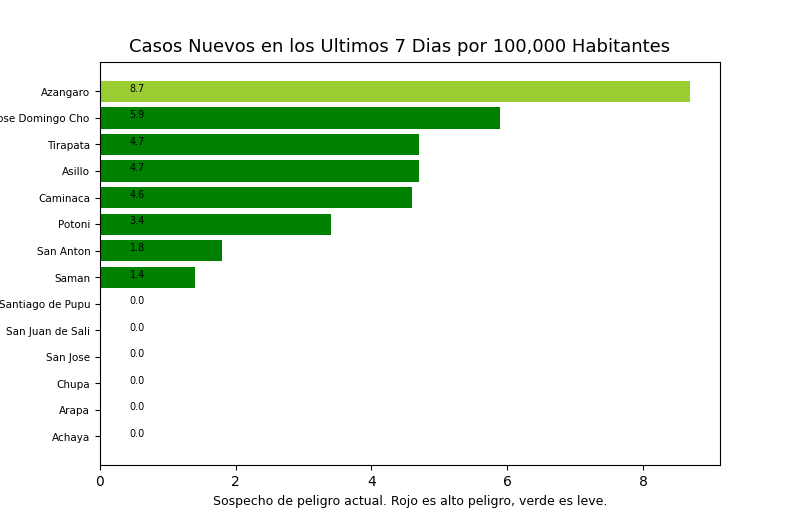 Casos Nuevos en los Ultimos 7 Dias por 100,000 Habitantes
Azangaro 8.7
ose Domingo Cho 5.9
Tirapata 4.7
Asillo 4.7
Caminaca 4.6
Potoni 3.4
San Anton 1.8
Saman 1.4
Santiago de Pupu 0.0
San Juan de Sali 0.0
San Jose 0.0
Chupa 0.0
Arapa 0.0
Achaya 0.0
0 2 4 6 8
Sospecho de peligro actual. Rojo es alto peligro, verde es leve.